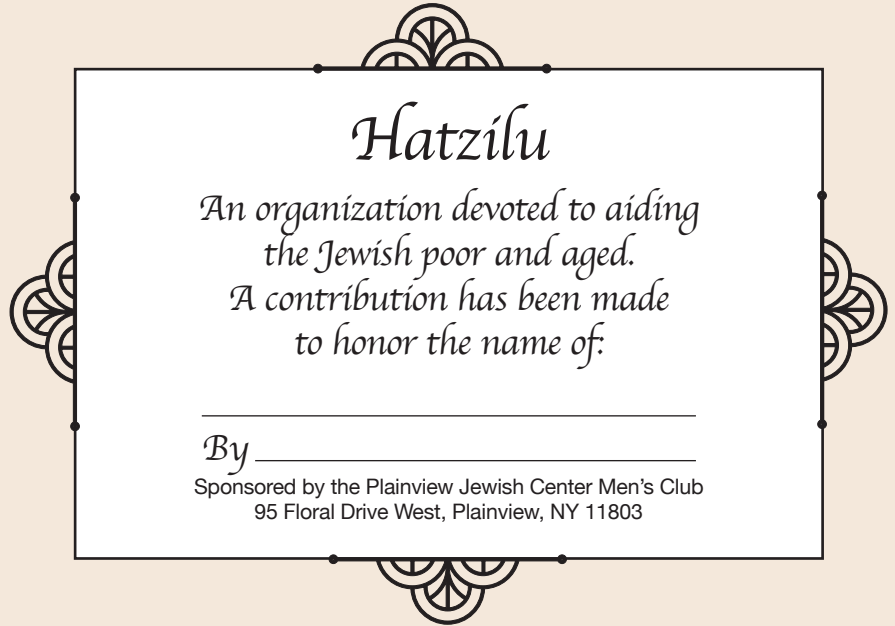 Hatzilu
An organization devoted to aiding
the Jewish poor and aged.
A contribution has been made
to honor the name of:
By
Sponsored by the Plainview Jewish Center Men's Club
95 Floral Drive West, Plainview, NY 11803